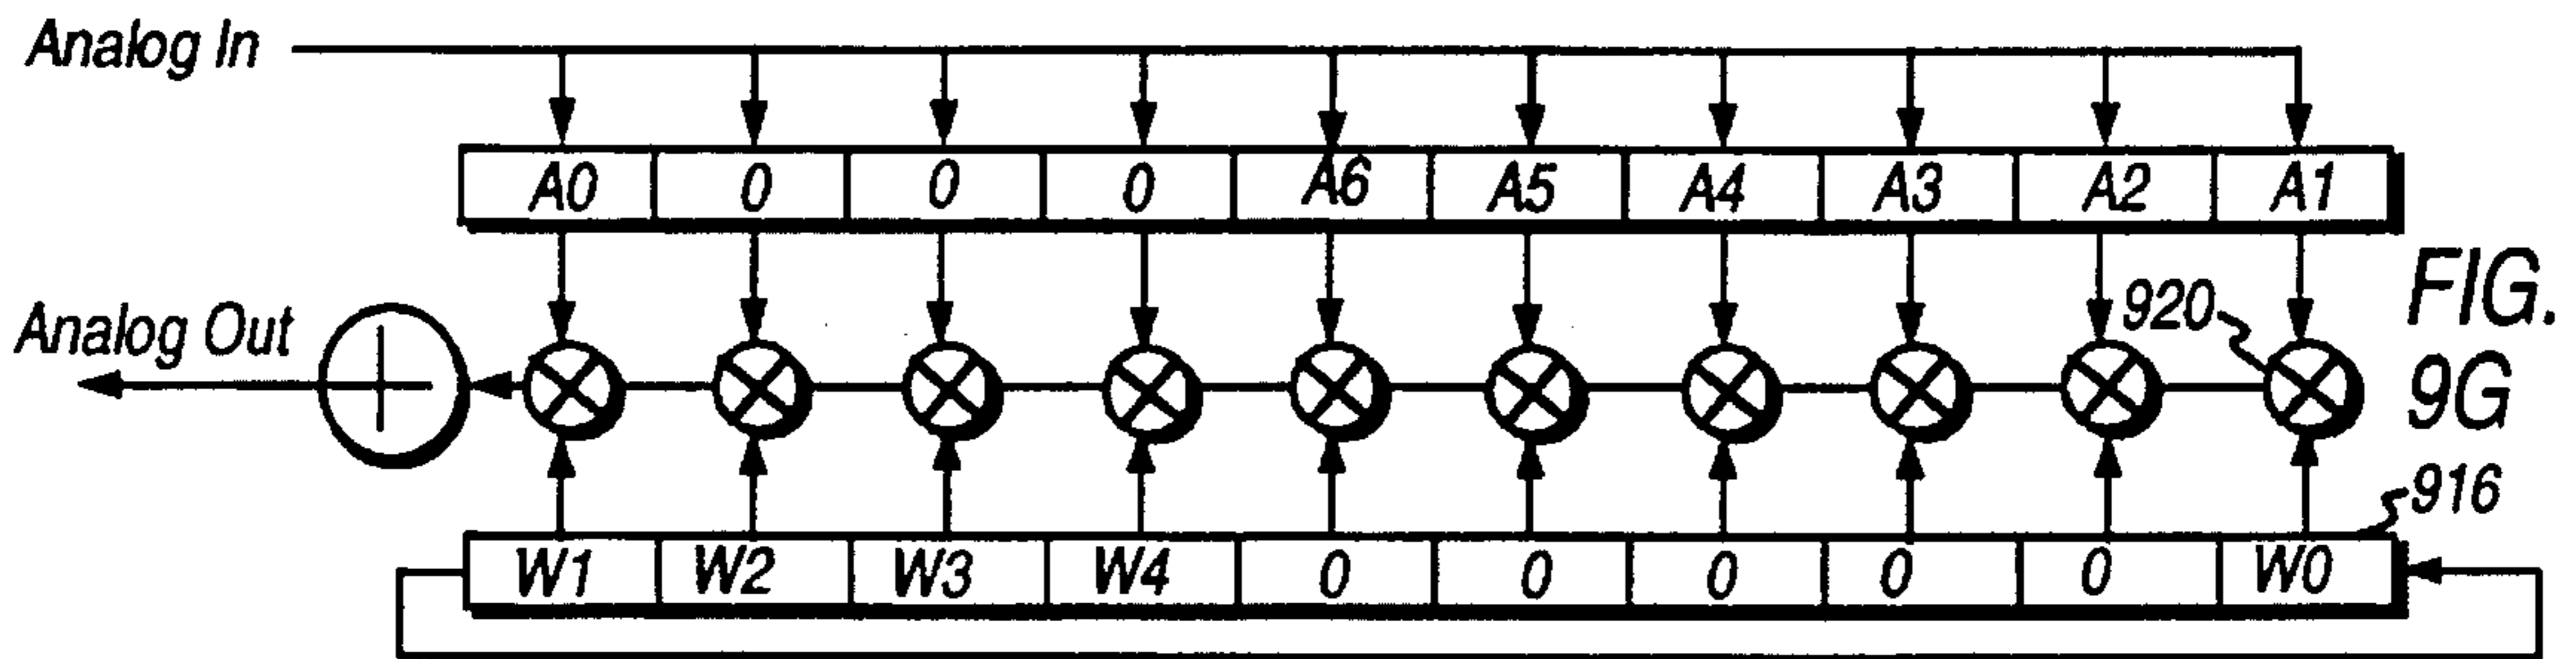 Analog In
A0 0 0 0 A6 A5 A4 A3 A2 A1
Analog Out
920
FIG.
9G
916
W1 W2 W3 W4 0 0 0 0 0 W0